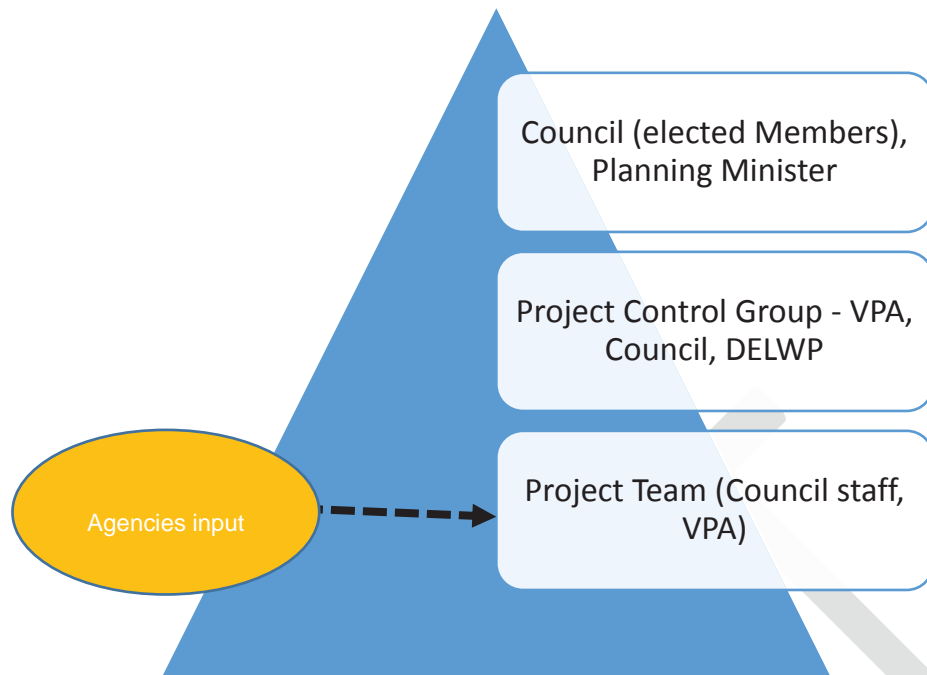 Council (elected Members),
Planning Minister
Project Control Group - VPA,
Council, DELWP
Agencies input
Project Team (Council staff,
VPA)